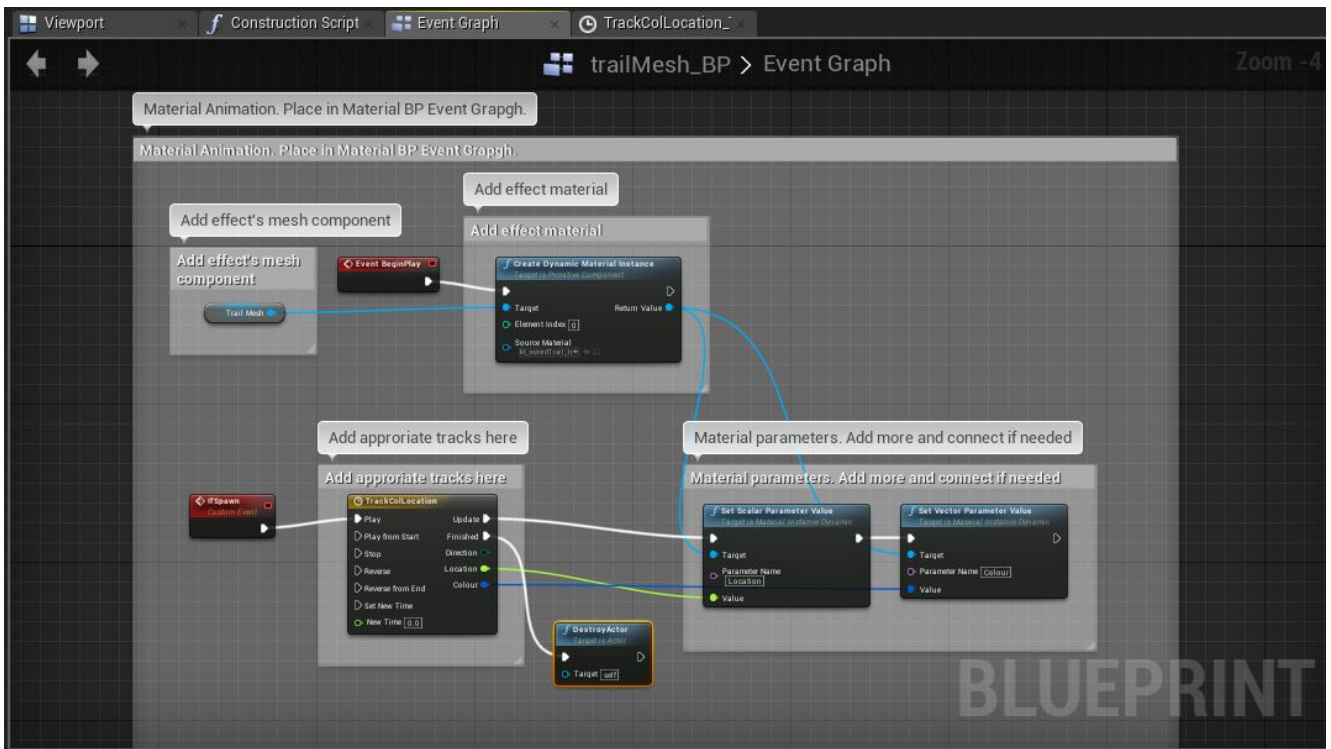 Viewport
Construction Script
Event Graph
TrackColLocation_
trailMesh_BP > Event Graph
Zoom -4
Material Animation. Place in Material BP Event Grapgh.
Material Animation. Place in Material BP Event Grapgh.
Add effect material
Add effect's mesh component
Add effect material
Add effect's mesh
component
Event BeginPlay
Create Dynamic Material Instance
Target is Primitive Component
Trail Mesh
Target
Return Value
Element Index 0
Source Material
Add approriate tracks here
Material parameters. Add more and connect if needed
Add approriate tracks here
Material parameters. Add more and connect if needed
IfSpawn
Custom Event
TrackColLocation
Play
Update
Play from Start
Finished
Stop
Direction
Reverse
Location
Reverse from End
Colour
Set New Time
New Time 0.0
Set Scalar Parameter Value
Target is Material Instance Dynamic
Target
Parameter Name
Location
Value
Set Vector Parameter Value
Target is Material Instance Dynamic
Target
Parameter Name Colour
Value
DestroyActor
Target is Actor
Target self
BLUEPRINT